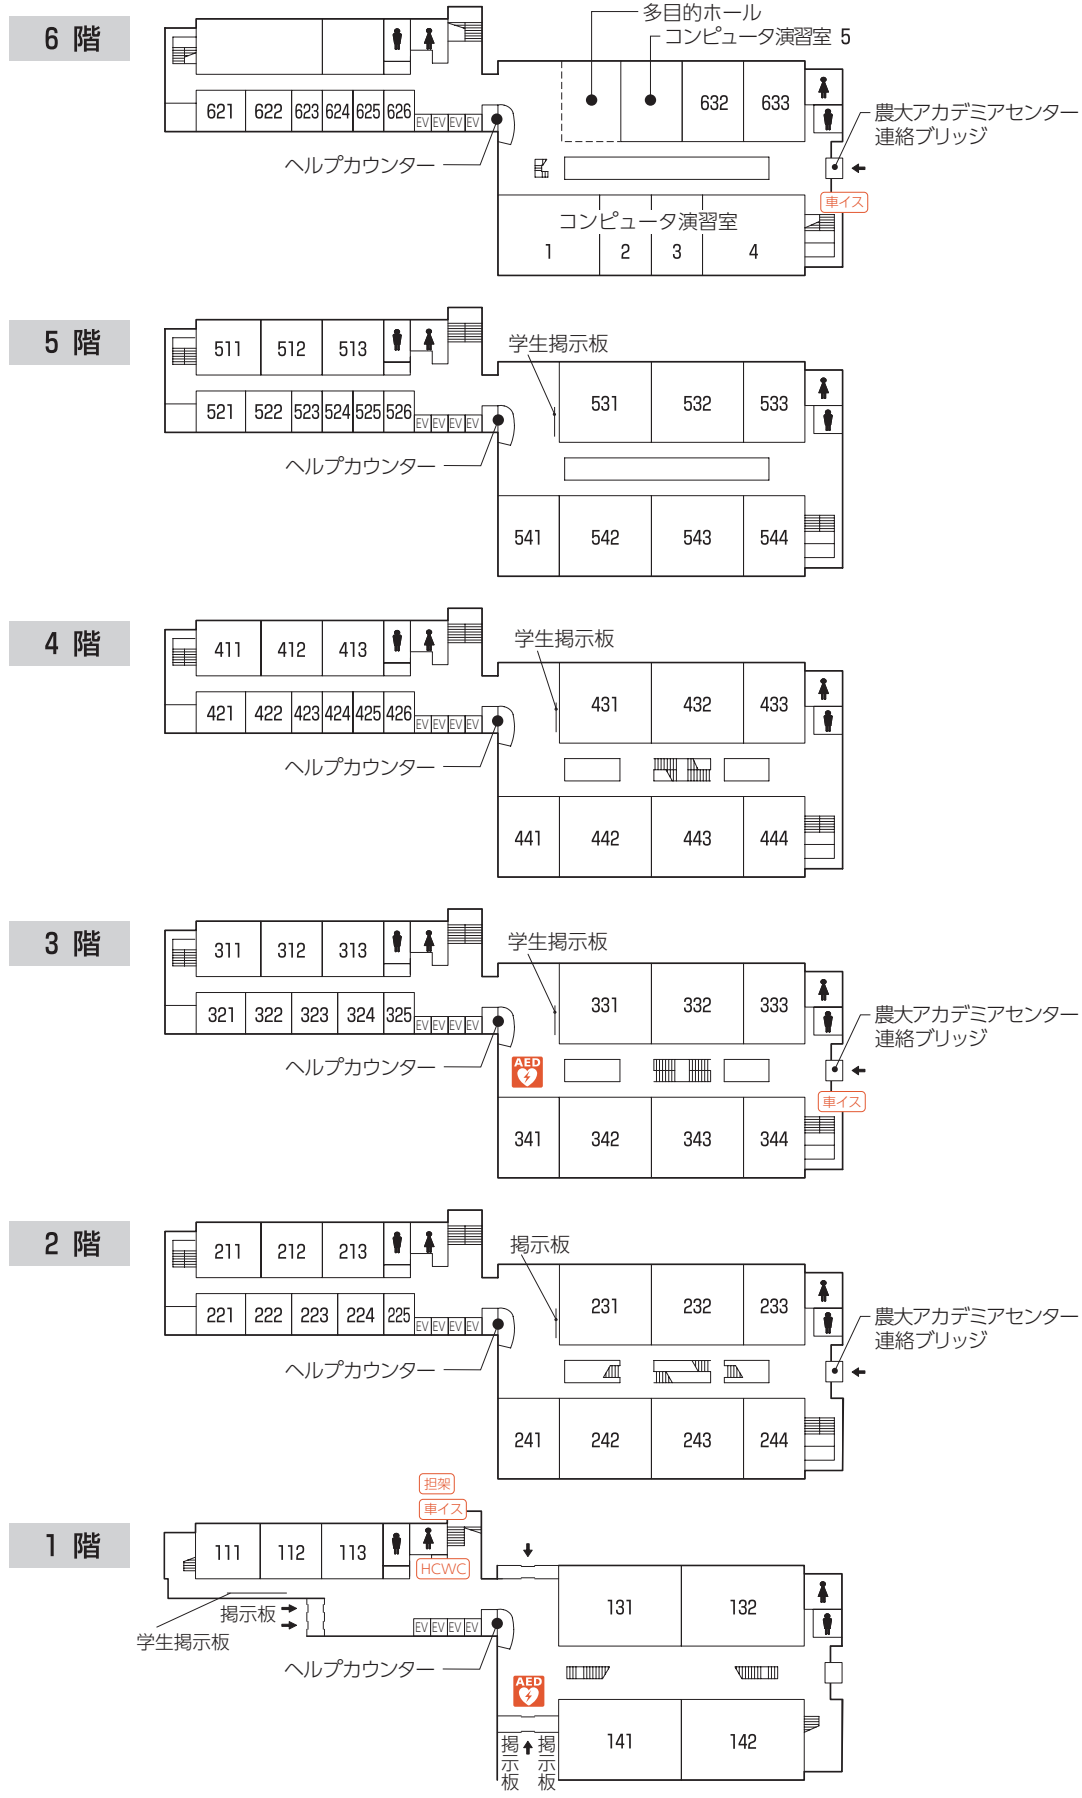 6 階
多目的ホール
コンピュータ演習室 5
632
633
621
622
623
624
625
626
EV
EV
EV
EV
ヘルプカウンター
農大アカデミアセンター
連絡ブリッジ
車イス
コンピュータ演習室
1
2
3
4
5 階
511
512
513
学生掲示板
531
532
533
521
522
523
524
525
526
EV
EV
EV
EV
ヘルプカウンター
541
542
543
544
4 階
411
412
413
学生掲示板
431
432
433
421
422
423
424
425
426
EV
EV
EV
EV
ヘルプカウンター
441
442
443
444
3 階
311
312
313
学生掲示板
331
332
333
321
322
323
324
325
EV
EV
EV
EV
農大アカデミアセンター
連絡ブリッジ
ヘルプカウンター
AED
車イス
341
342
343
344
2 階
211
212
213
掲示板
231
232
233
221
222
223
224
225
EV
EV
EV
EV
農大アカデミアセンター
連絡ブリッジ
ヘルプカウンター
241
242
243
244
担架
車イス
1 階
111
112
113
HCWC
131
132
掲示板
学生掲示板
EV
EV
EV
EV
ヘルプカウンター
AED
141
142
掲示板
掲示板